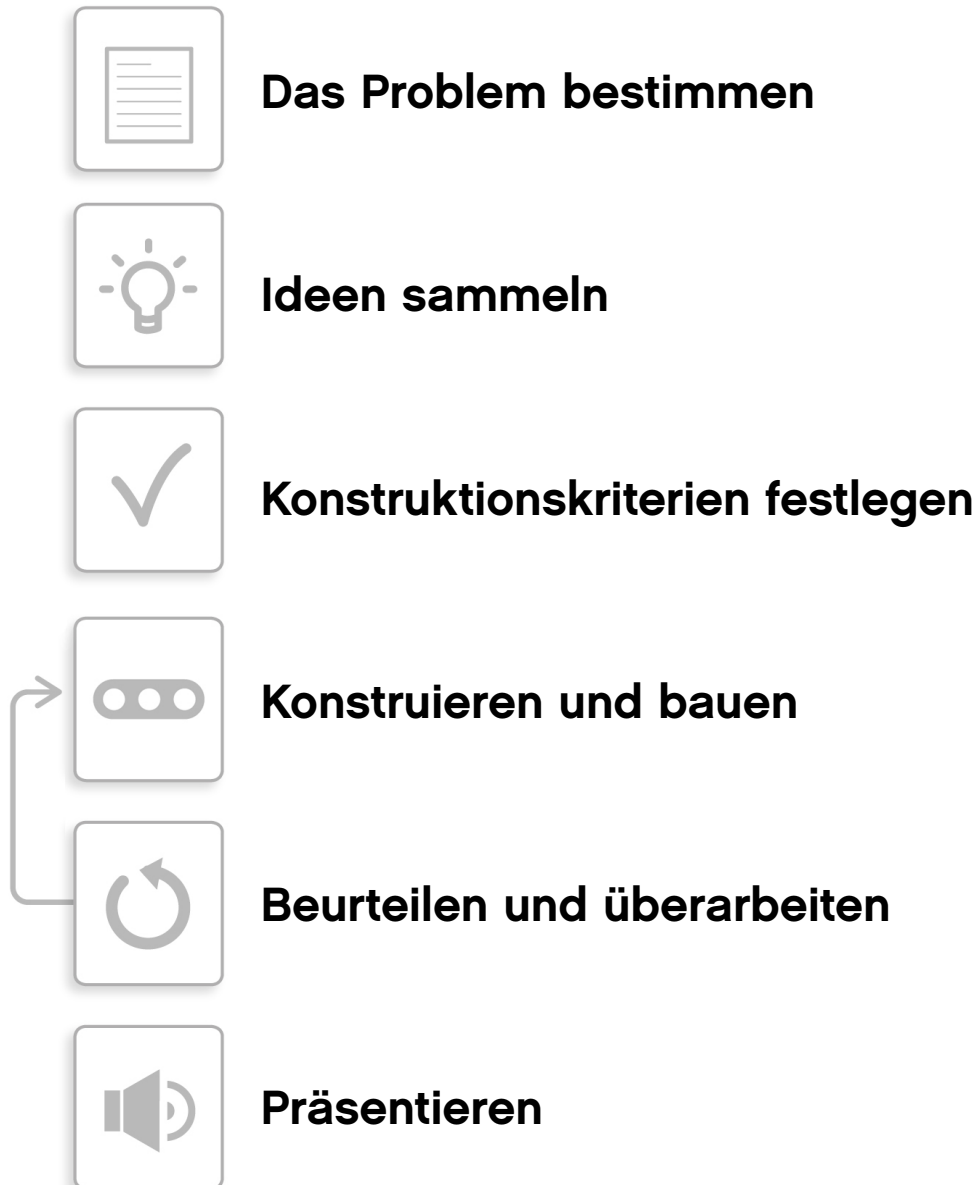 Das Problem bestimmen
Ideen sammeln
Konstruktionskriterien festlegen
Konstruieren und bauen
Beurteilen und überarbeiten
Präsentieren